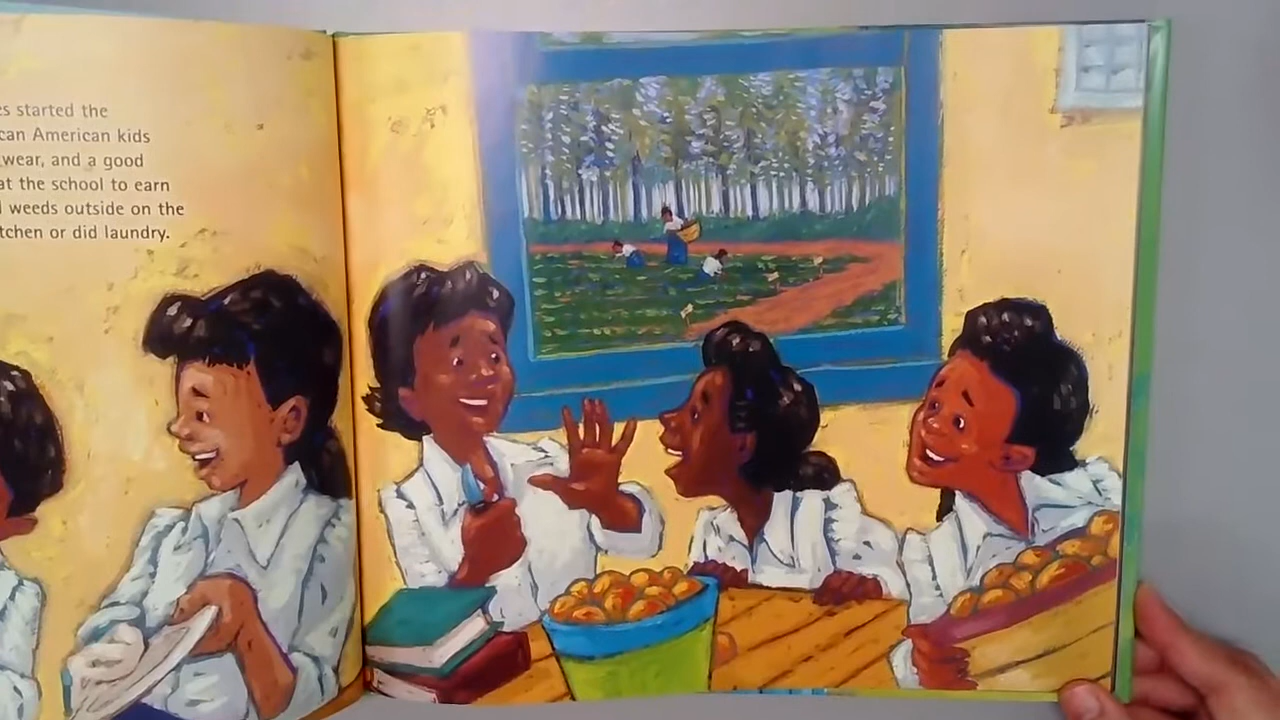 es started the
can American kids
wear, and a good
at the school to earn
weeds outside on the
tchen or did laundry.